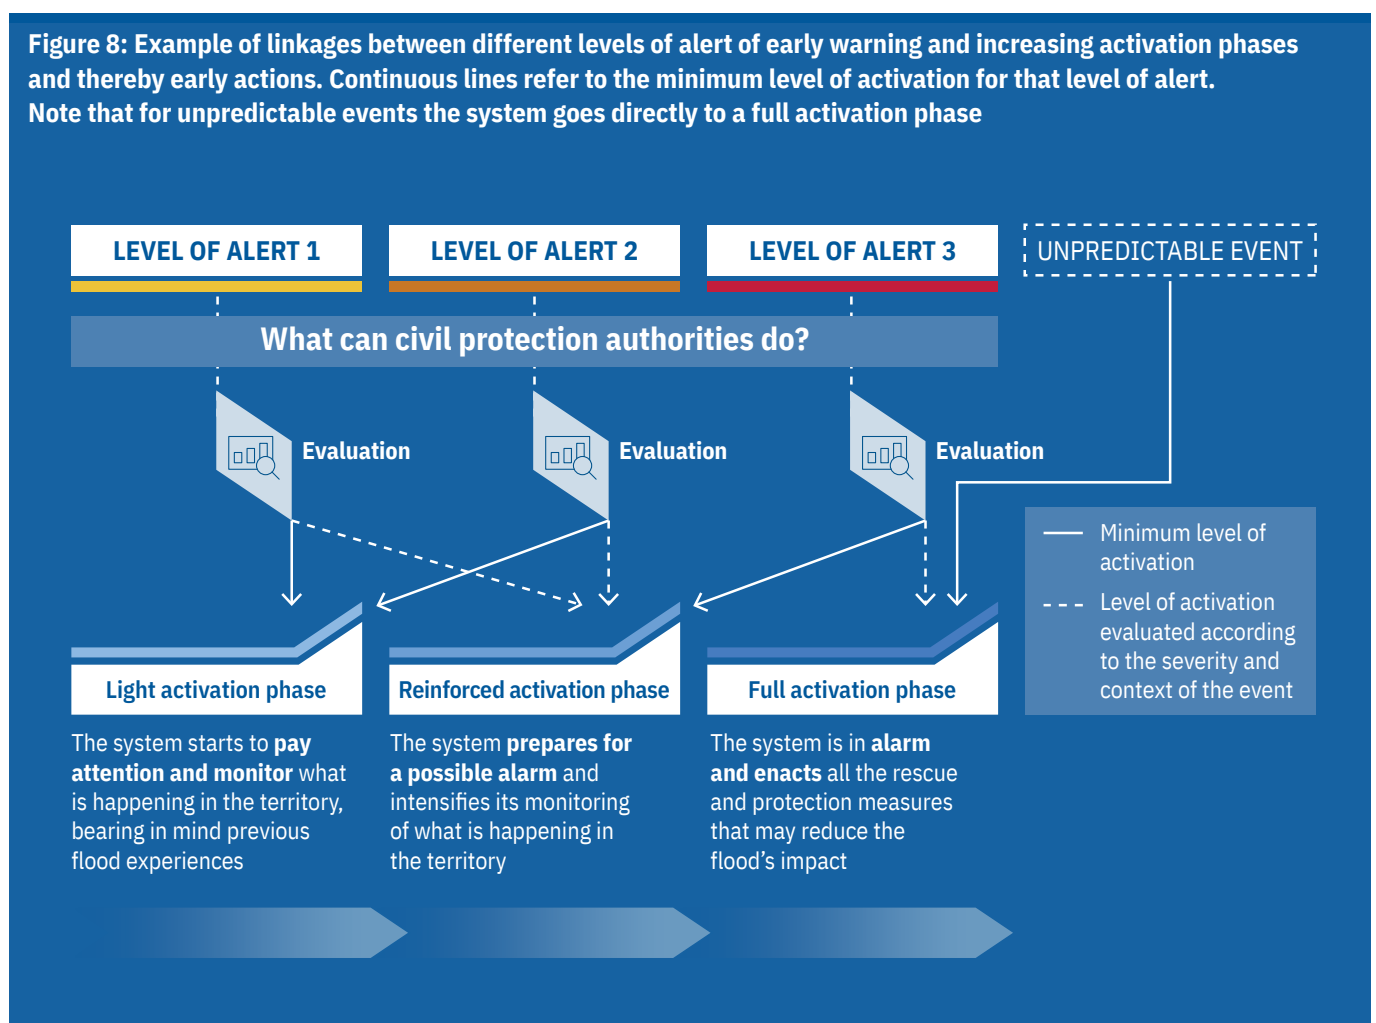 Figure 8: Example of linkages between different levels of alert of early warning and increasing activation phases
and thereby early actions. Continuous lines refer to the minimum level of activation for that level of alert.
Note that for unpredictable events the system goes directly to a full activation phase
LEVEL OF ALERT 1
LEVEL OF ALERT 2
LEVEL OF ALERT 3
UNPREDICTABLE EVENT
What can civil protection authorities do?
Evaluation
Evaluation
Evaluation
Minimum level of
activation
Level of activation
evaluated according
to the severity and
context of the event
Light activation phase
The system starts to pay
attention and monitor what
is happening in the territory,
bearing in mind previous
flood experiences
Reinforced activation phase
The system prepares for
a possible alarm and
intensifies its monitoring
of what is happening in
the territory
Full activation phase
The system is in alarm
and enacts all the rescue
and protection measures
that may reduce the
flood’s impact